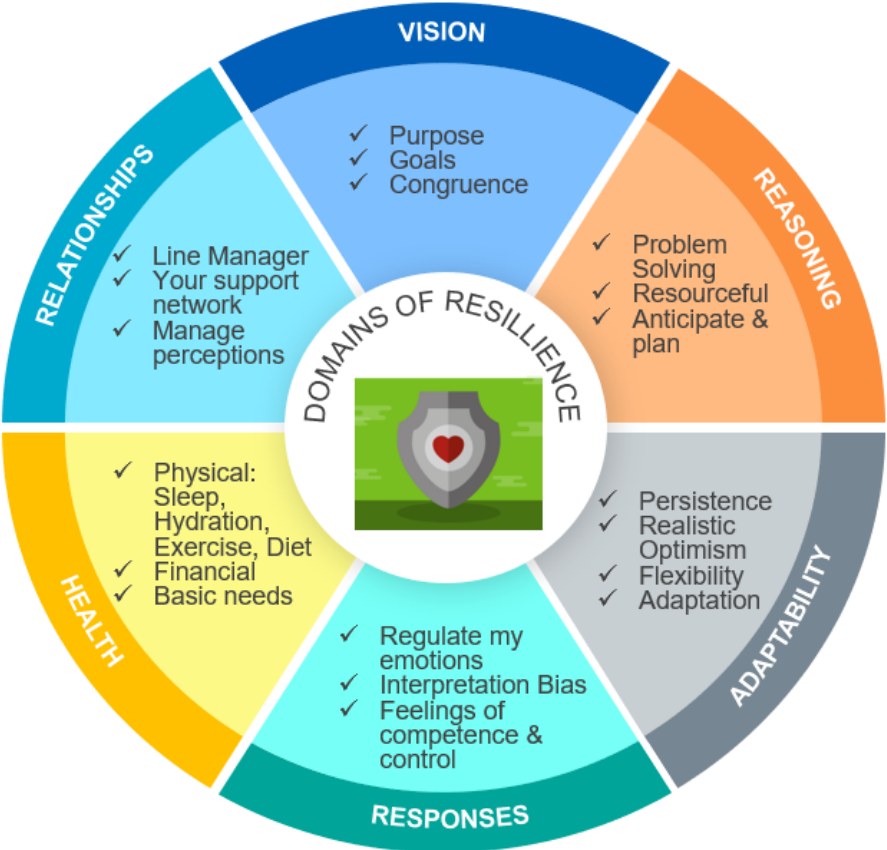 VISION
✓ Purpose
✓ Goals
✓ Congruence
REASONING
✓ Problem
Solving
✓ Resourceful
✓ Anticipate &
plan
ADAPTABILITY
✓ Persistence
✓ Realistic
Optimism
✓ Flexibility
✓ Adaptation
RESPONSES
✓ Regulate my
emotions
✓ Interpretation Bias
✓ Feelings of
competence &
control
HEALTH
✓ Physical:
Sleep,
Hydration,
Exercise, Diet
✓ Financial
✓ Basic needs
RELATIONSHIPS
✓ Line Manager
✓ Your support
network
✓ Manage
perceptions
DOMAINS OF RESILLIENCE